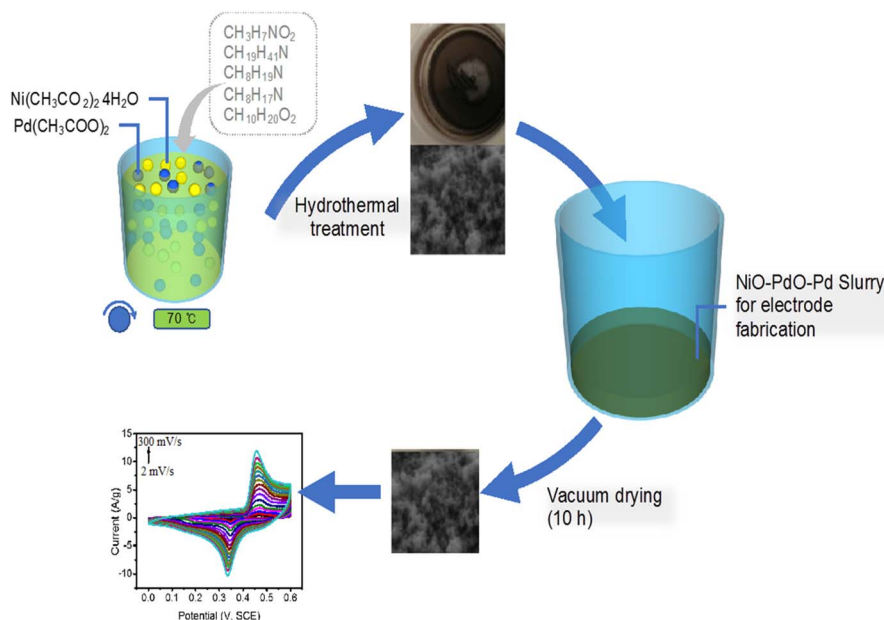 CH₃H₇NO₂
CH₁₉H₄₁N
CH₈H₁₉N
CH₈H₁₇N
CH₁₀H₂₀O₂
Ni(CH₃CO₂)₂ 4H₂O
Pd(CH₃COO)₂
70 ℃
Hydrothermal
treatment
NiO-PdO-Pd Slurry
for electrode
fabrication
Vacuum drying
(10 h)
300 mV/s
2 mV/s
Current (A/g)
15
10
5
0
-5
-10
0.0 0.1 0.2 0.3 0.4 0.5 0.6
Potential (V, SCE)